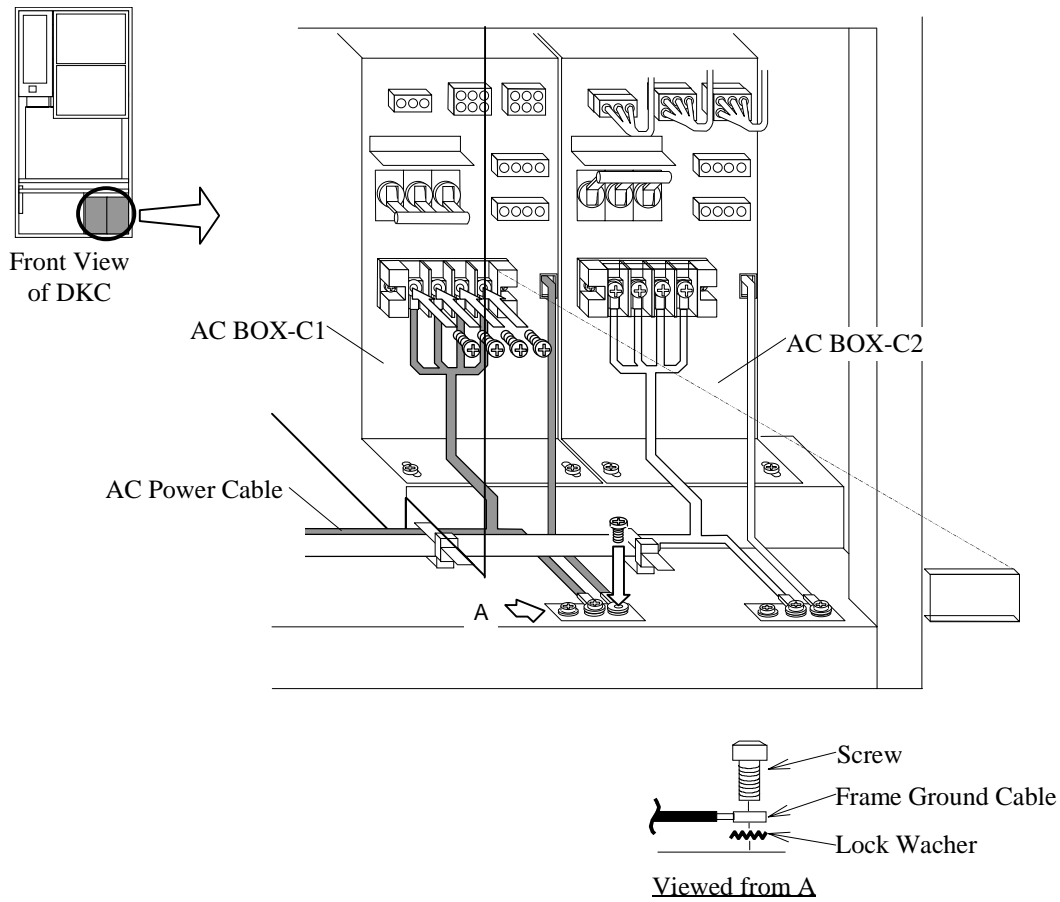 Front View
of DKC
AC BOX-C1
AC BOX-C2
AC Power Cable
A
Screw
Frame Ground Cable
Lock Wacher
Viewed from A